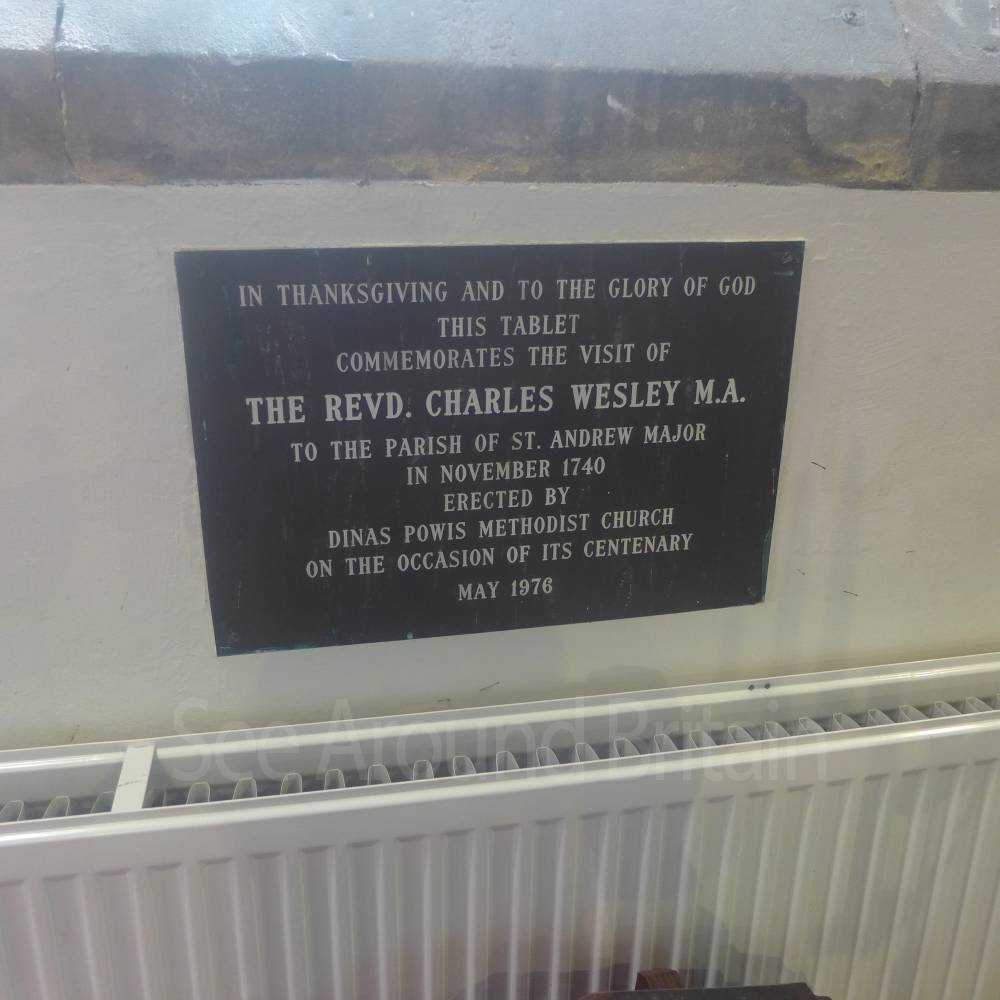 IN THANKSGIVING AND TO THE GLORY OF GOD
THIS TABLET
COMMEMORATES THE VISIT OF
THE REVD. CHARLES WESLEY M.A.
TO THE PARISH OF ST. ANDREW MAJOR
IN NOVEMBER 1740
ERECTED BY
DINAS POWIS METHODIST CHURCH
ON THE OCCASION OF ITS CENTENARY
MAY 1976
See Around Britain